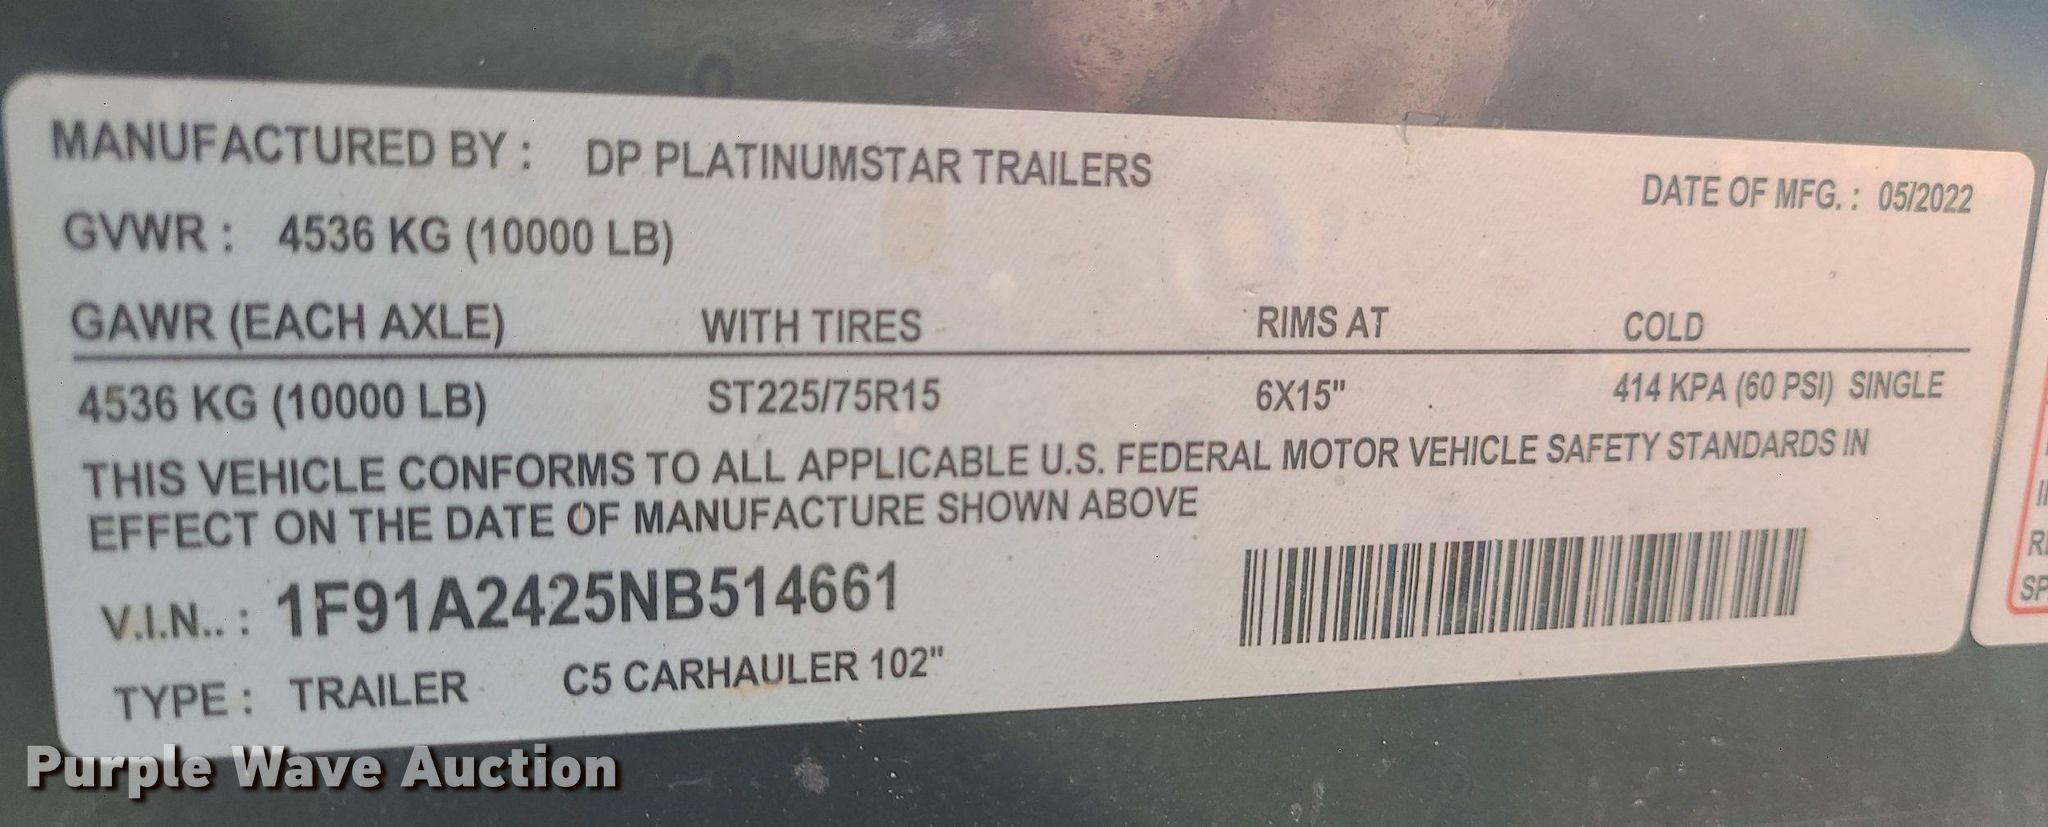 MANUFACTURED BY : DP PLATINUMSTAR TRAILERS
DATE OF MFG. : 05/2022
GVWR : 4536 KG (10000 LB)
GAWR (EACH AXLE) WITH TIRES RIMS AT COLD
4536 KG (10000 LB) ST225/75R15 6X15" 414 KPA (60 PSI) SINGLE
THIS VEHICLE CONFORMS TO ALL APPLICABLE U.S. FEDERAL MOTOR VEHICLE SAFETY STANDARDS IN
EFFECT ON THE DATE OF MANUFACTURE SHOWN ABOVE
V.I.N.. : 1F91A2425NB514661
TYPE : TRAILER C5 CARHAULER 102"
Purple Wave Auction